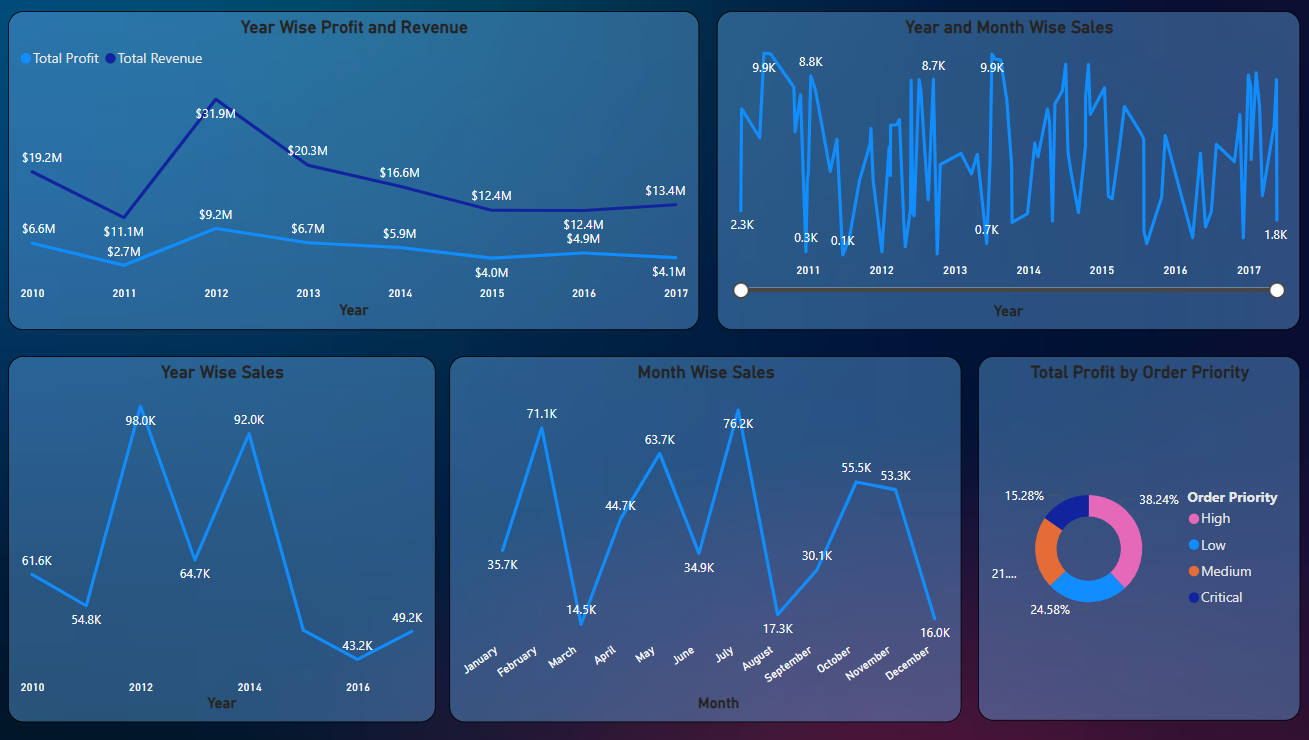 Year Wise Profit and Revenue
Total Profit Total Revenue
$31.9M
$20.3M
$19.2M
$16.6M
$12.4M
$13.4M
$11.1M
$12.4M
$6.6M
$2.7M
$9.2M
$6.7M
$5.9M
$4.0M
$4.9M
$4.1M
2010 2011 2012 2013 2014 2015 2016 2017
Year
Year and Month Wise Sales
9.9K 8.8K 8.7K 9.9K
2.3K 0.3K 0.1K 0.7K 1.8K
2011 2012 2013 2014 2015 2016 2017
Year
Year Wise Sales
98.0K 92.0K
61.6K 54.8K 64.7K
43.2K 49.2K
2010 2012 2014 2016
Year
Month Wise Sales
35.7K 71.1K 14.5K 44.7K 63.7K 34.9K 76.2K 17.3K 30.1K 55.5K 53.3K 16.0K
January February March April May June July August September October November December
Month
Total Profit by Order Priority
15.28% 38.24%
21....
24.58%
Order Priority
High
Low
Medium
Critical